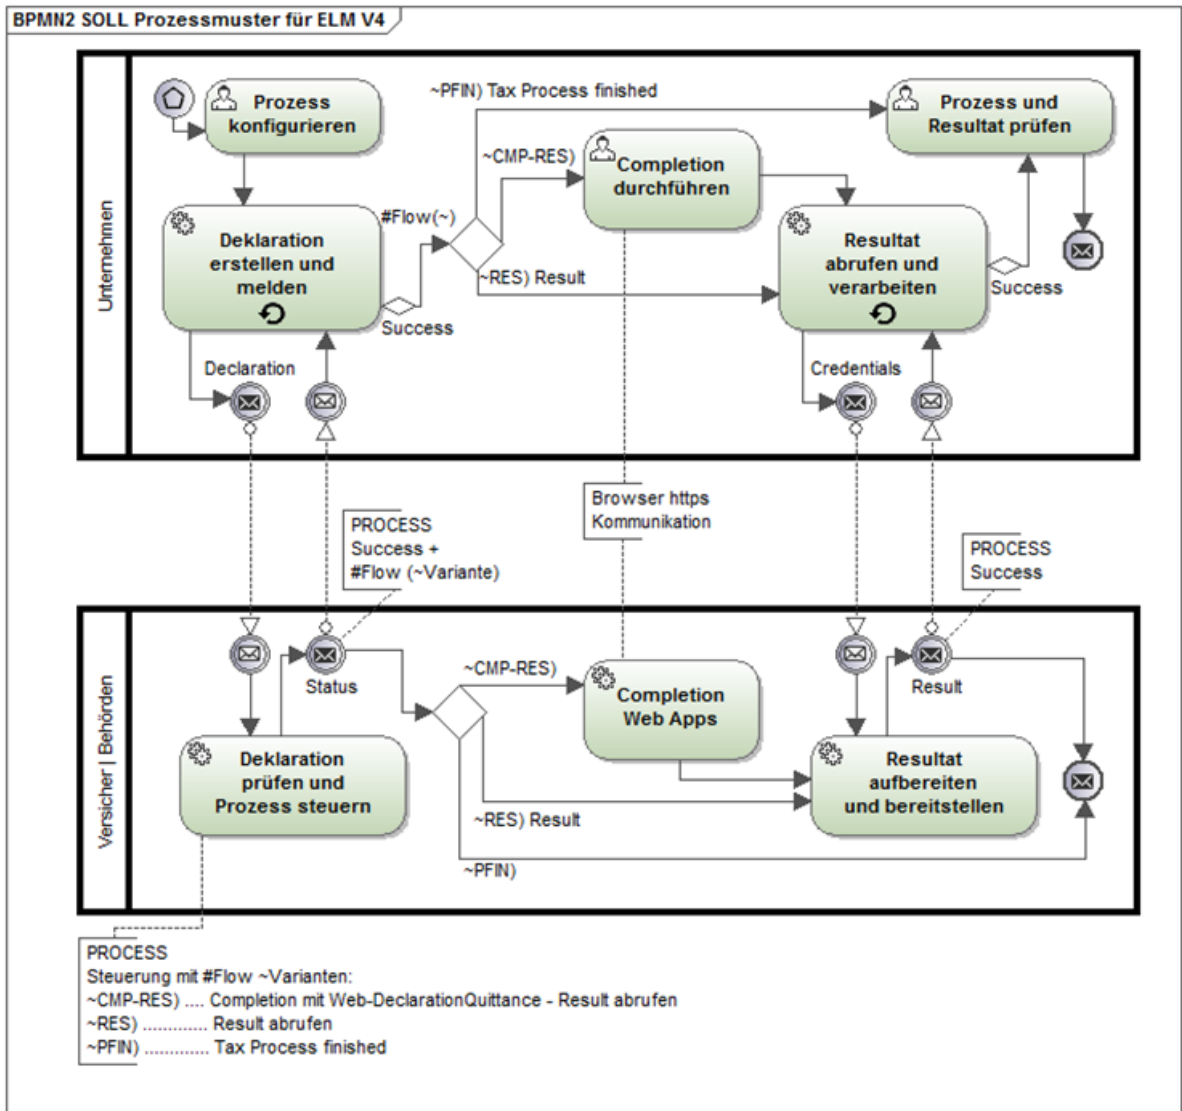 BPMN2 SOLL Prozessmuster für ELM V4
Unternehmen
Prozess
konfigurieren
~PFIN) Tax Process finished
Prozess und
Resultat prüfen
~CMP-RES)
Completion
durchführen
#Flow(~)
Deklaration
erstellen und
melden
~RES) Result
Resultat
abrufen und
verarbeiten
Success
Success
Declaration
Credentials
Browser https
Kommunikation
PROCESS
Success +
#Flow (~Variante)
PROCESS
Success
Versicher | Behörden
Status
~CMP-RES)
Completion
Web Apps
Result
Deklaration
prüfen und
Prozess steuern
Resultat
aufbereiten
und bereitstellen
~RES) Result
~PFIN)
PROCESS
Steuerung mit #Flow ~Varianten:
~CMP-RES) .... Completion mit Web-DeclarationQuittance - Result abrufen
~RES) ............. Result abrufen
~PFIN) ............. Tax Process finished